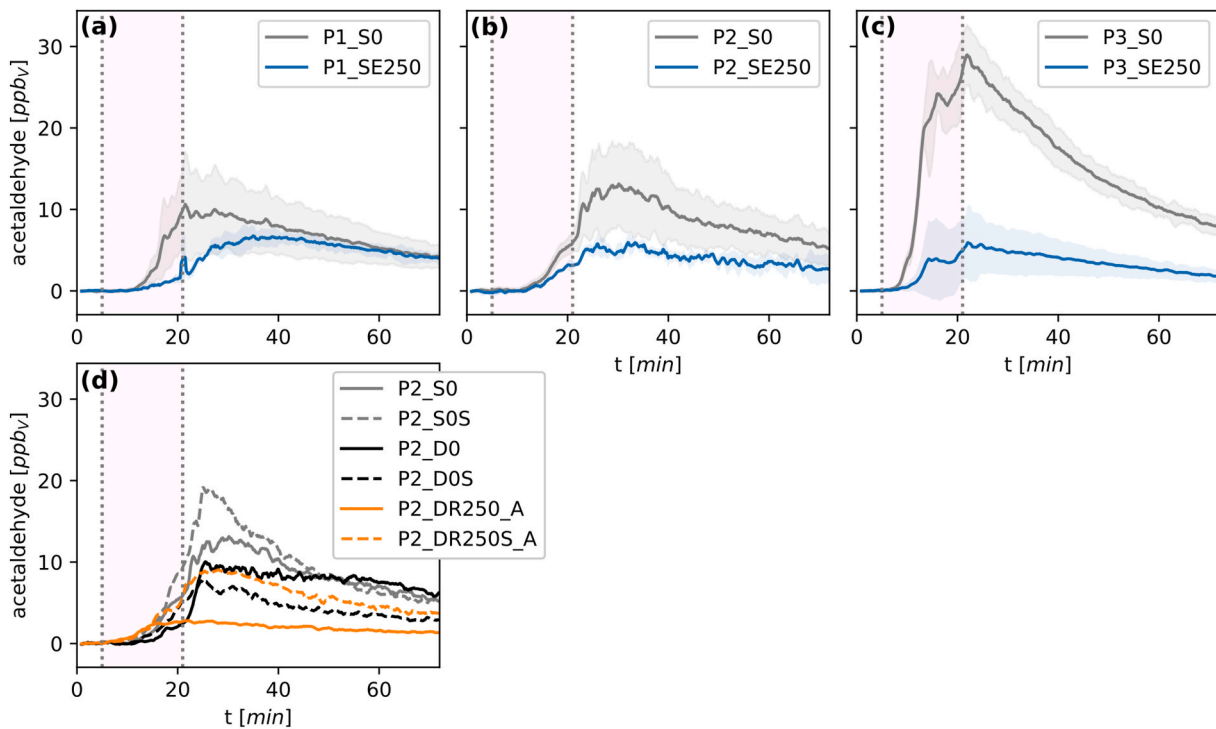 (a)
P1_S0
P1_SE250
(b)
P2_S0
P2_SE250
(c)
P3_S0
P3_SE250
acetaldehyde [ppbv]
30
20
10
0
0 20 40 60
0 20 40 60
t [min]
0 20 40 60
t [min]
(d)
P2_S0
P2_S0S
P2_D0
P2_D0S
P2_DR250_A
P2_DR250S_A
acetaldehyde [ppbv]
30
20
10
0
0 20 40 60
t [min]